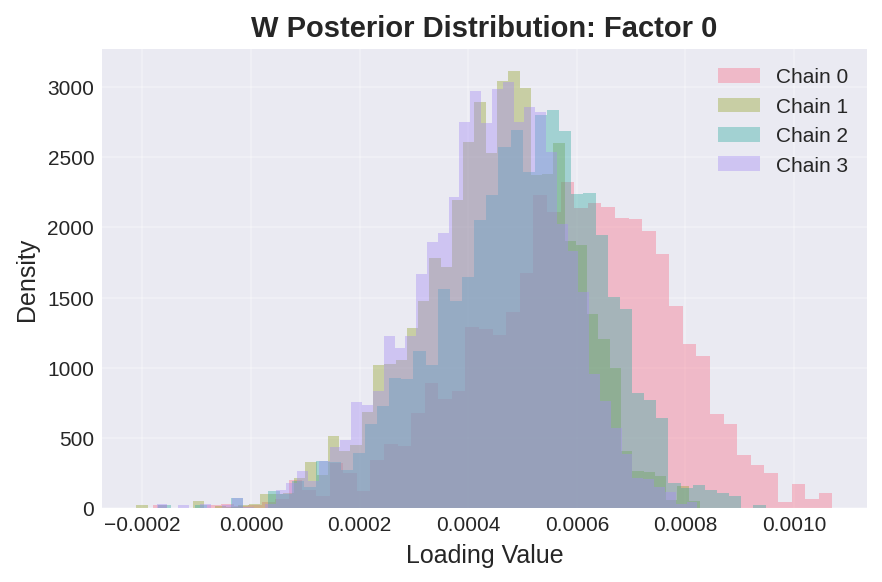 W Posterior Distribution: Factor 0
Chain 0
Chain 1
Chain 2
Chain 3
Density
3000
2500
2000
1500
1000
500
0
−0.0002 0.0000 0.0002 0.0004 0.0006 0.0008 0.0010
Loading Value